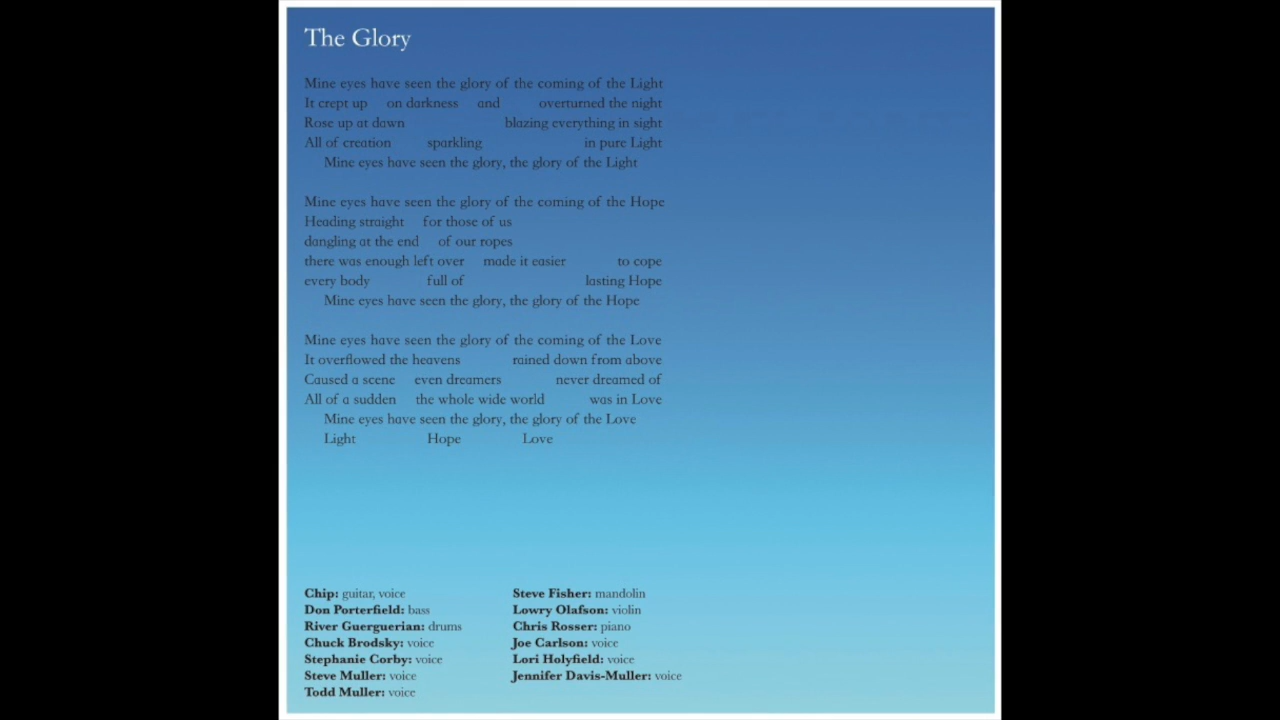 The Glory
Mine eyes have seen the glory of the coming of the Light
It crept up on darkness and overturned the night
Rose up at dawn blazing everything in sight
All of creation sparkling in pure Light
Mine eyes have seen the glory, the glory of the Light
Mine eyes have seen the glory of the coming of the Hope
Heading straight for those of us
dangling at the end of our ropes
there was enough left over made it easier to cope
every body full of lasting Hope
Mine eyes have seen the glory, the glory of the Hope
Mine eyes have seen the glory of the coming of the Love
It overflowed the heavens rained down from above
Caused a scene even dreamers never dreamed of
All of a sudden the whole wide world was in Love
Mine eyes have seen the glory, the glory of the Love
Light Hope Love
Chip: guitar, voice
Don Porterfield: bass
River Guerguerian: drums
Chuck Brodsky: voice
Stephanie Corby: voice
Steve Muller: voice
Todd Muller: voice
Steve Fisher: mandolin
Lowry Olafson: violin
Chris Rosser: piano
Joe Carlson: voice
Lori Holyfield: voice
Jennifer Davis-Muller: voice